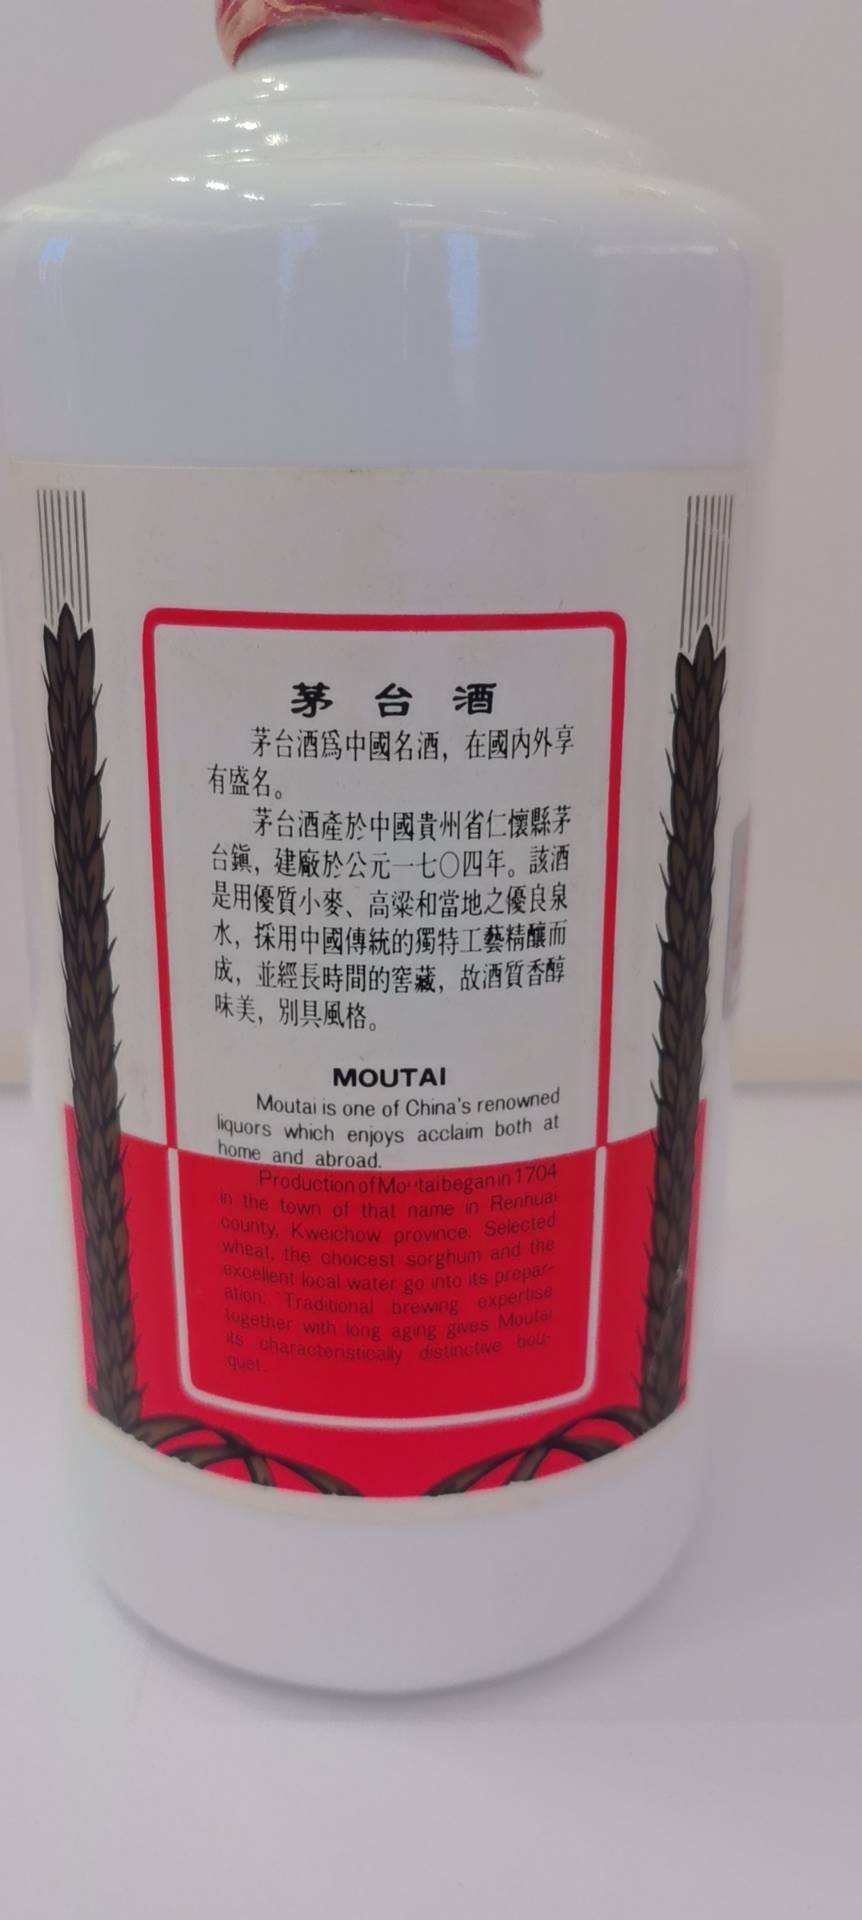 茅台酒
茅台酒爲中國名酒，在國內外享
有盛名。
茅台酒產於中國貴州省仁懷縣茅
台鎭，建廠於公元一七〇四年。該酒
是用優質小麥、高粱和當地之優良泉
水，採用中國傳統的獨特工藝精釀而
成，並經長時間的窖藏，故酒質香醇
味美，別具風格。
MOUTAI
Moutai is one of China's renowned
liquors which enjoys acclaim both at
home and abroad.
Production of Moutai began in 1704
in the town of that name in Renhuai
county, Kweichow province. Selected
wheat, the choicest sorghum and the
excellent local water go into its prepar-
ation. Traditional brewing expertise
together with long aging gives Moutai
its characteristically distinctive bou-
quet.